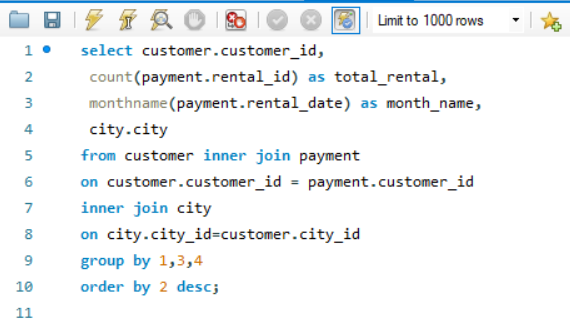 Limit to 1000 rows
1 select customer.customer_id,
2 count(payment.rental_id) as total_rental,
3 monthname(payment.rental_date) as month_name,
4 city.city
5 from customer inner join payment
6 on customer.customer_id = payment.customer_id
7 inner join city
8 on city.city_id=customer.city_id
9 group by 1,3,4
10 order by 2 desc;
11